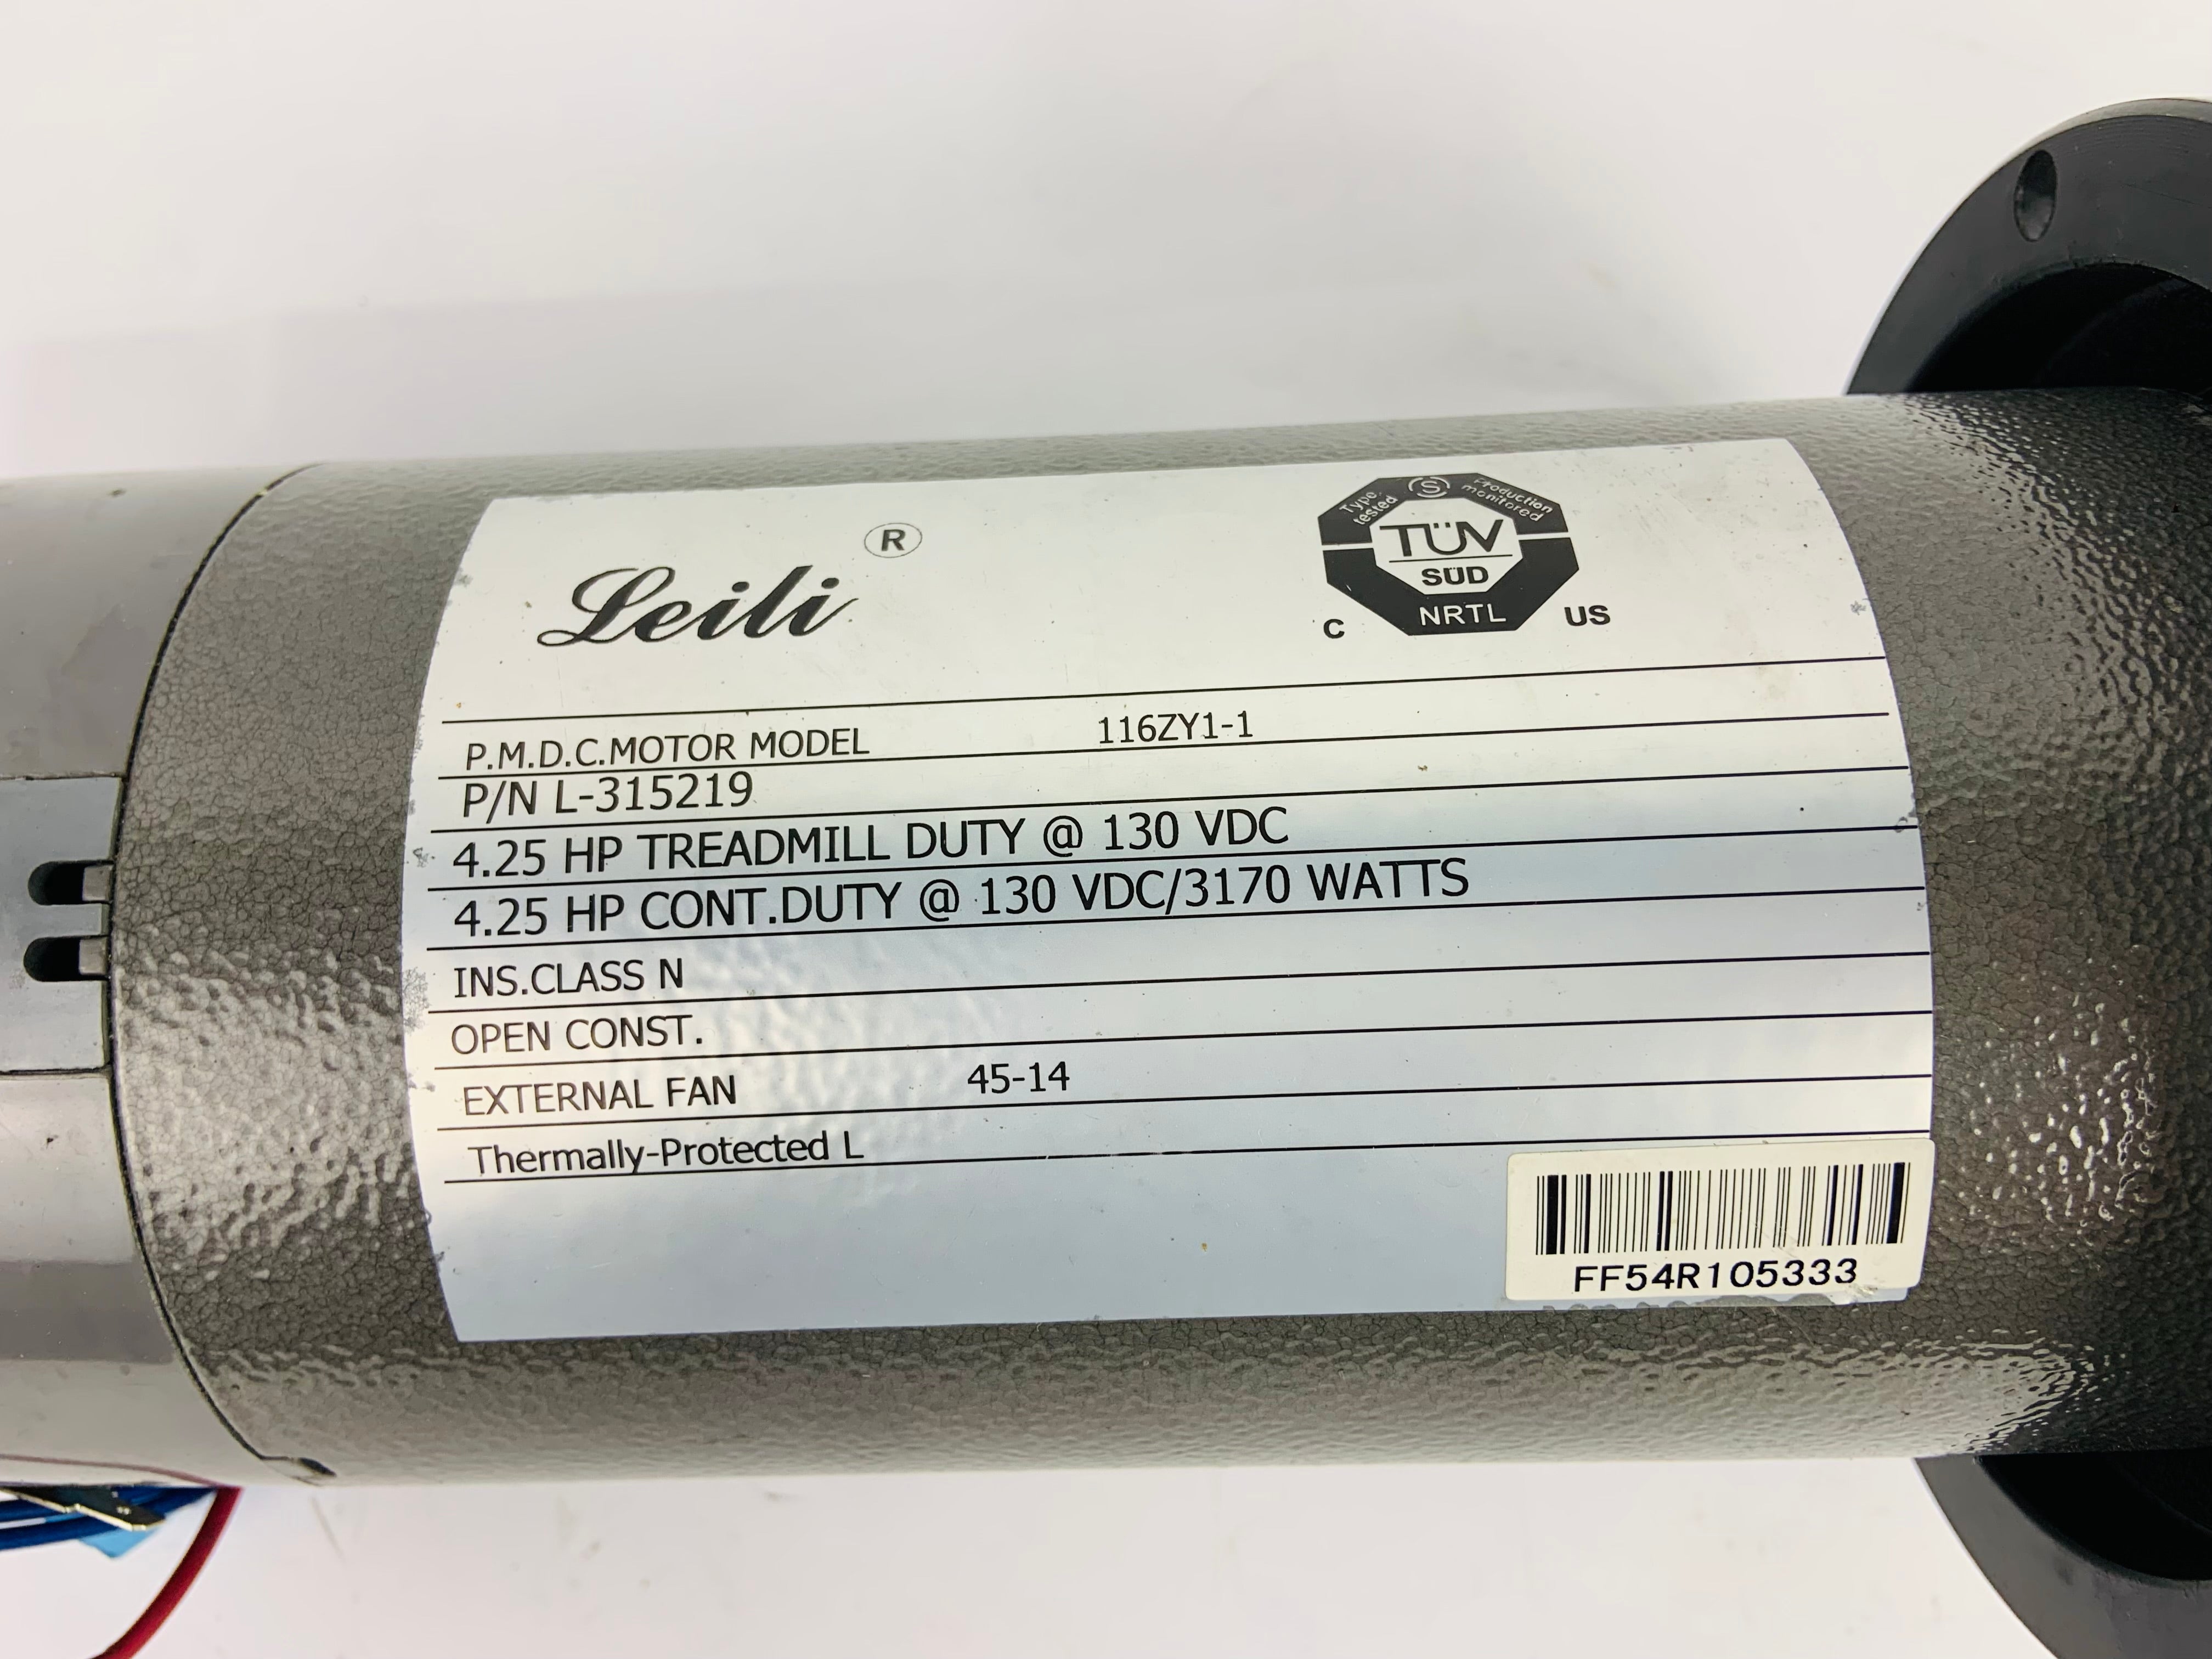 Leili ®
Type tested S Production monitored
TÜV
SÜD
C NRTL US
P.M.D.C.MOTOR MODEL 116ZY1-1
P/N L-315219
4.25 HP TREADMILL DUTY @ 130 VDC
4.25 HP CONT.DUTY @ 130 VDC/3170 WATTS
INS.CLASS N
OPEN CONST.
EXTERNAL FAN 45-14
Thermally-Protected L
FF54R105333